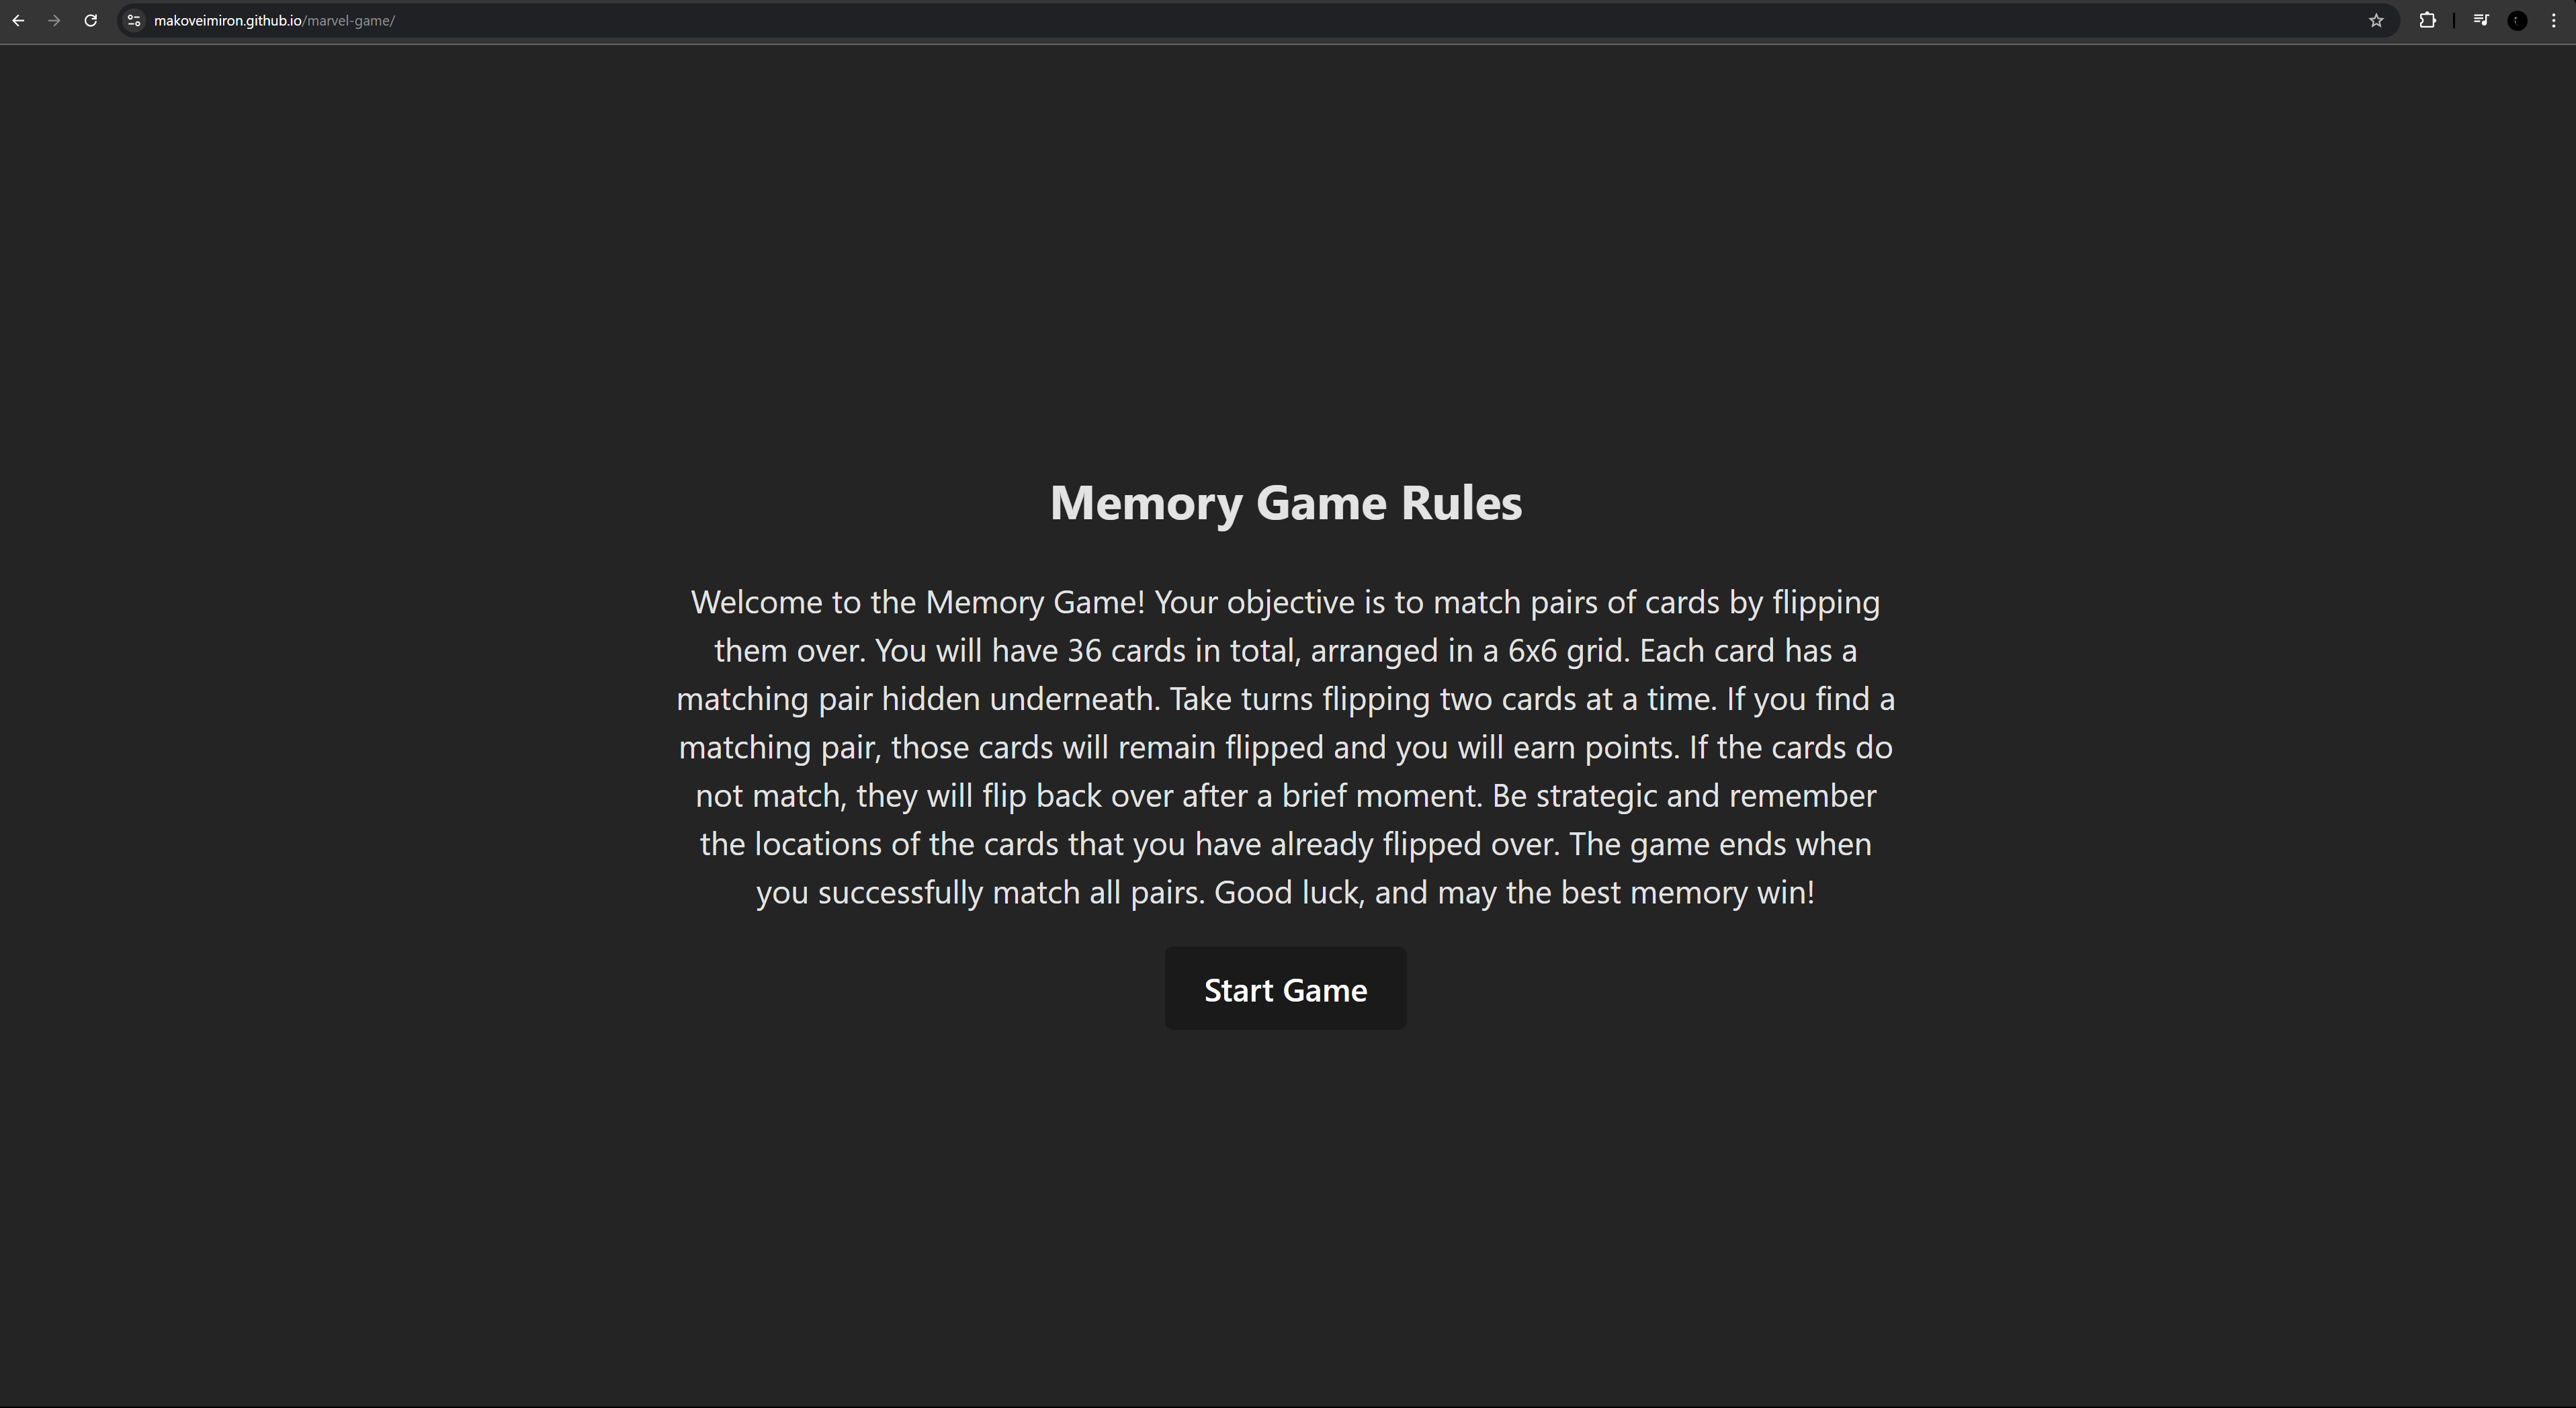 makoveimiron.github.io/marvel-game/
Memory Game Rules
Welcome to the Memory Game! Your objective is to match pairs of cards by flipping
them over. You will have 36 cards in total, arranged in a 6x6 grid. Each card has a
matching pair hidden underneath. Take turns flipping two cards at a time. If you find a
matching pair, those cards will remain flipped and you will earn points. If the cards do
not match, they will flip back over after a brief moment. Be strategic and remember
the locations of the cards that you have already flipped over. The game ends when
you successfully match all pairs. Good luck, and may the best memory win!
Start Game